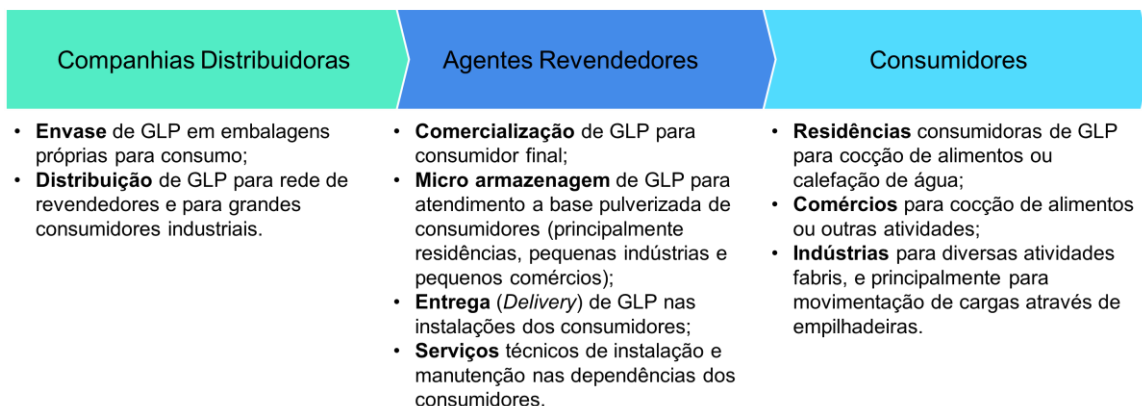 Companhias Distribuidoras
Agentes Revendedores
Consumidores
• Envase de GLP em embalagens
próprias para consumo;
• Distribuição de GLP para rede de
revendedores e para grandes
consumidores industriais.
• Comercialização de GLP para
consumidor final;
• Micro armazenagem de GLP para
atendimento a base pulverizada de
consumidores (principalmente
residências, pequenas indústrias e
pequenos comércios);
• Entrega (Delivery) de GLP nas
instalações dos consumidores;
• Serviços técnicos de instalação e
manutenção nas dependências dos
consumidores.
• Residências consumidoras de GLP
para cocção de alimentos ou
calefação de água;
• Comércios para cocção de alimentos
ou outras atividades;
• Indústrias para diversas atividades
fabris, e principalmente para
movimentação de cargas através de
empilhadeiras.